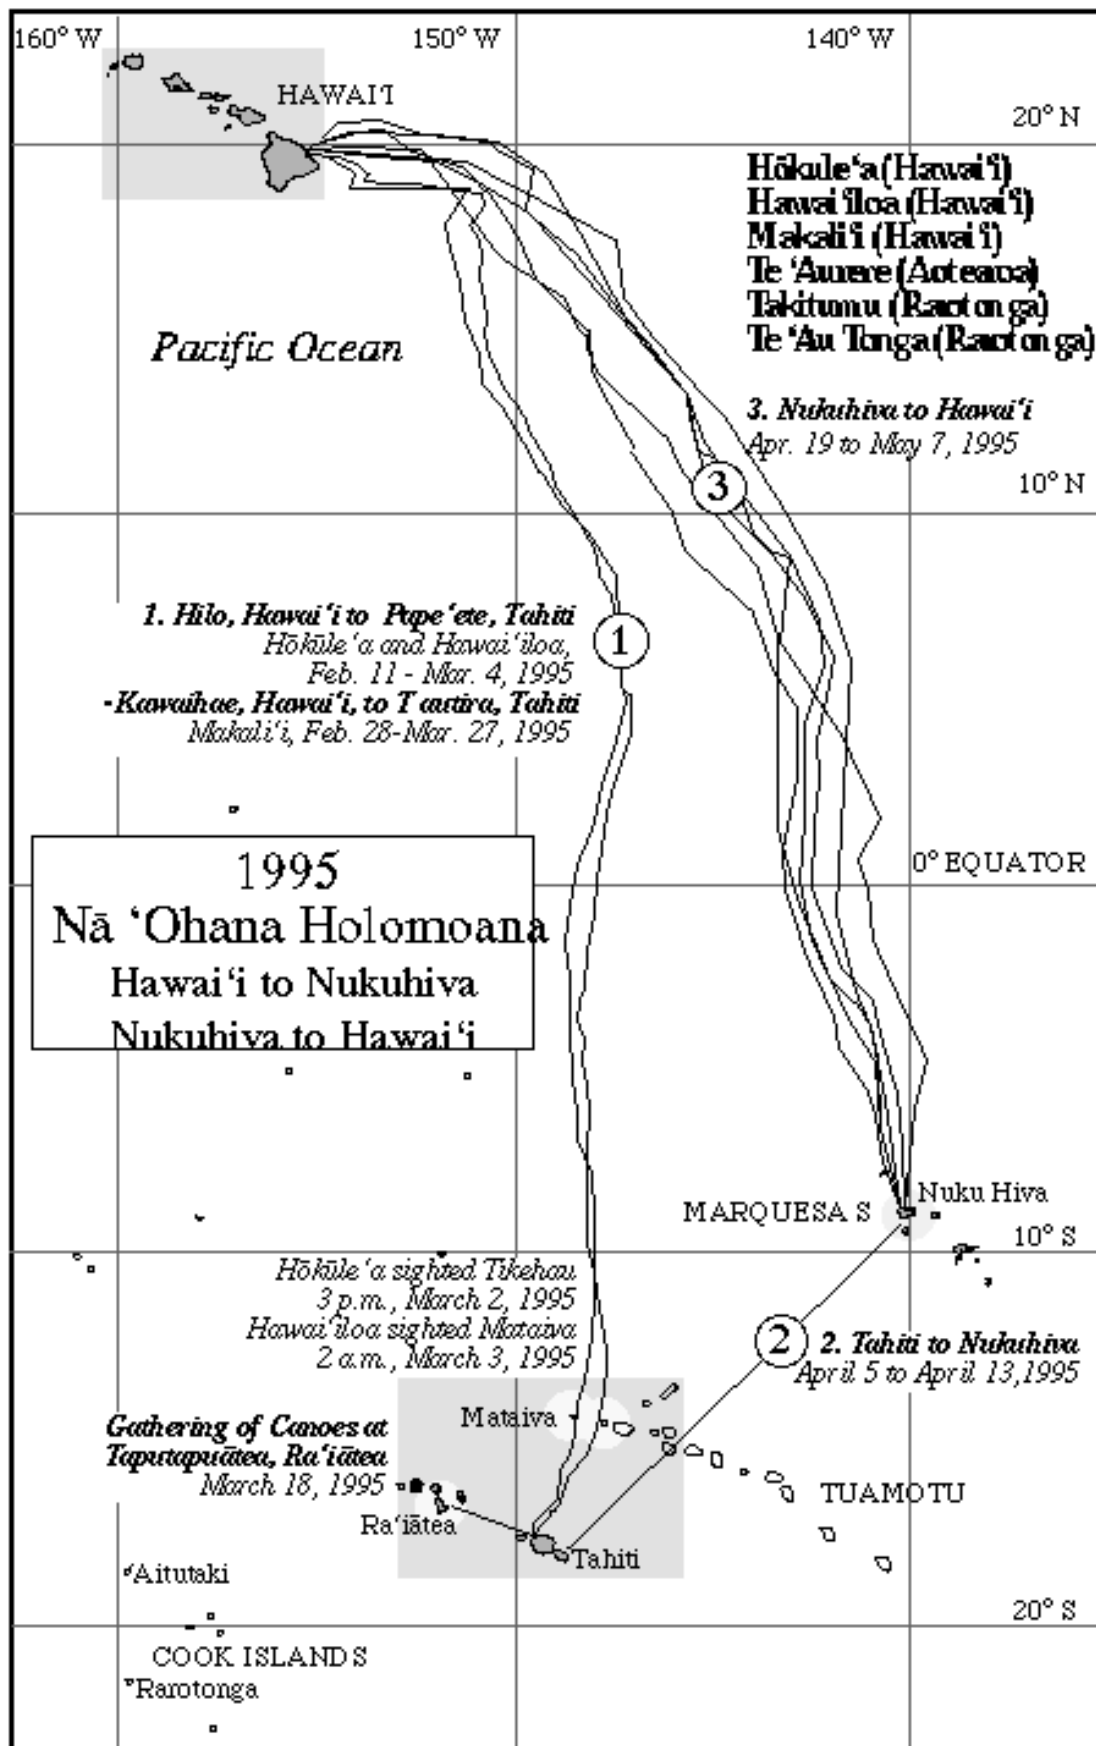 160° W
150° W
140° W
HAWAI'I
20° N
Hōkule‘a (Hawai‘i)
Hawai‘iloa (Hawai‘i)
Makali‘i (Hawai‘i)
Te ‘Aurere (Aotearoa)
Takitumu (Rarotonga)
Te ‘Au Tonga (Rarotonga)
Pacific Ocean
3. Nukuhiva to Hawai‘i
Apr. 19 to May 7, 1995
3
10° N
1. Hilo, Hawai‘i to Pape‘ete, Tahiti
Hōkūle‘a and Hawai‘iloa,
Feb. 11 - Mar. 4, 1995
-Kawaihae, Hawai‘i, to Tautira, Tahiti
Makali‘i, Feb. 28-Mar. 27, 1995
1
1995
Nā ‘Ohana Holomoana
Hawai‘i to Nukuhiva
Nukuhiva to Hawai‘i
0° EQUATOR
Nuku Hiva
MARQUESAS
10° S
Hōkūle‘a sighted Tikehau
3 p.m., March 2, 1995
Hawai‘iloa sighted Mataiva
2 a.m., March 3, 1995
2
2. Tahiti to Nukuhiva
April 5 to April 13,1995
Mataiva
Gathering of Canoes at
Taputapuātea, Ra‘iātea
March 18, 1995
TUAMOTU
Ra‘iātea
Tahiti
Aitutaki
20° S
COOK ISLANDS
Rarotonga